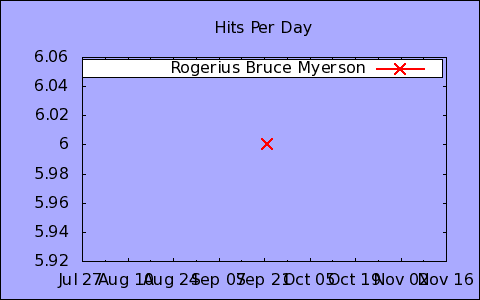 Hits Per Day
Rogerius Bruce Myerson
6.06
6.04
6.02
6
5.98
5.96
5.94
5.92
Jul 27 Aug 10 Aug 24 Sep 07 Sep 21 Oct 05 Oct 19 Nov 02 Nov 16